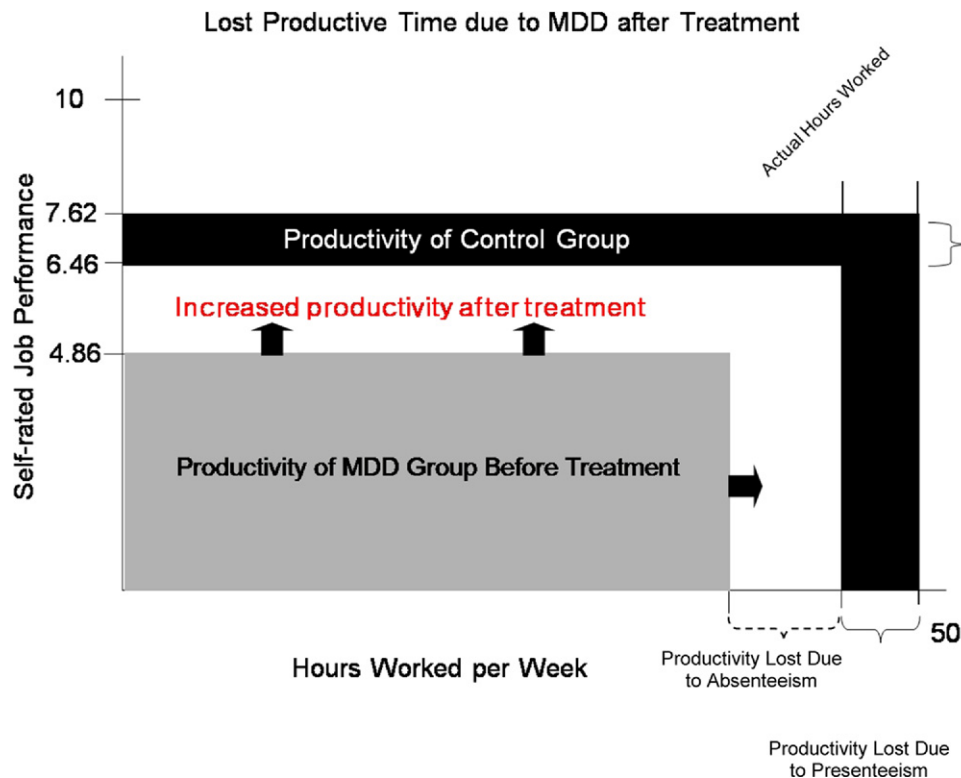 Lost Productive Time due to MDD after Treatment
Actual Hours Worked
10
Self-rated Job Performance
7.62
Productivity of Control Group
6.46
Increased productivity after treatment
4.86
Productivity of MDD Group Before Treatment
50
Hours Worked per Week
Productivity Lost Due
to Absenteeism
Productivity Lost Due
to Presenteeism